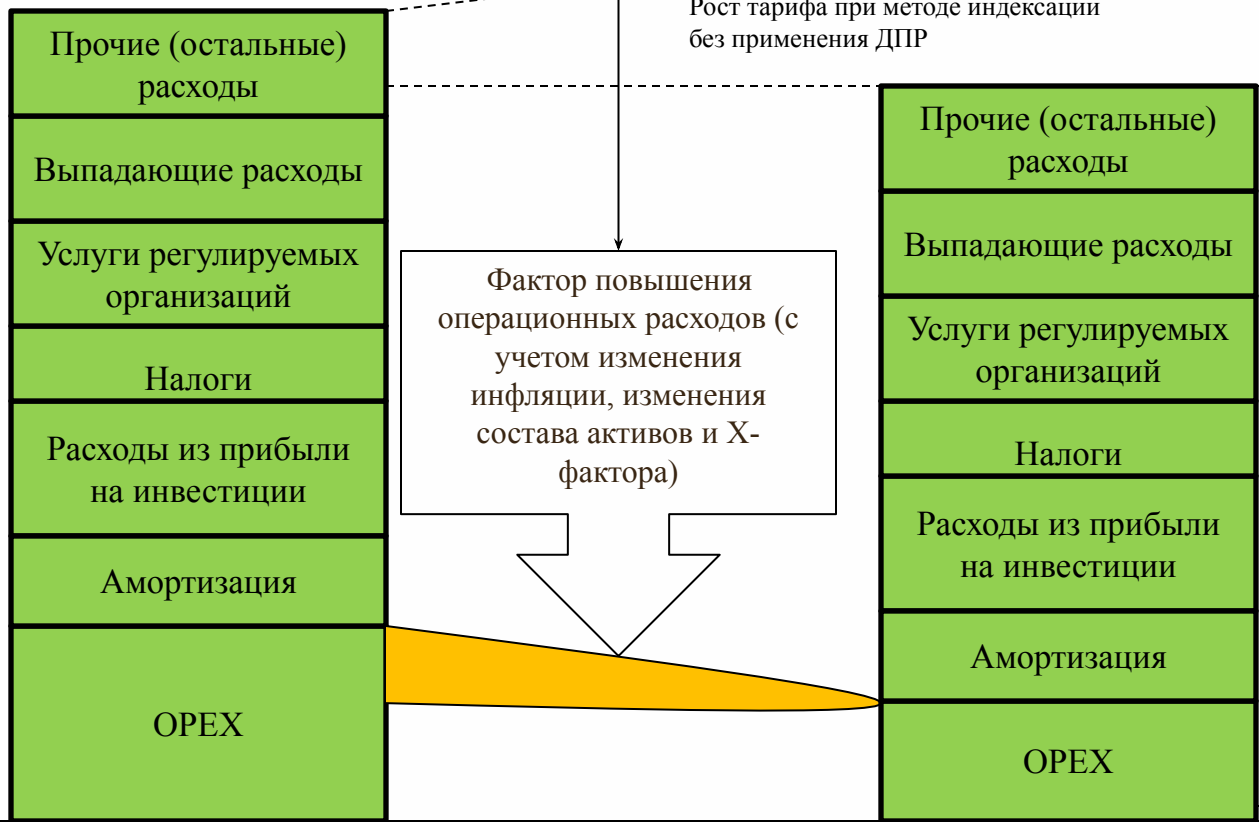 Рост тарифа при методе индексации
без применения ДПР
Прочие (остальные)
расходы
Выпадающие расходы
Услуги регулируемых
организаций
Налоги
Расходы из прибыли
на инвестиции
Амортизация
OPEX
Фактор повышения
операционных расходов (с
учетом изменения
инфляции, изменения
состава активов и Х-
фактора)
Прочие (остальные)
расходы
Выпадающие расходы
Услуги регулируемых
организаций
Налоги
Расходы из прибыли
на инвестиции
Амортизация
OPEX